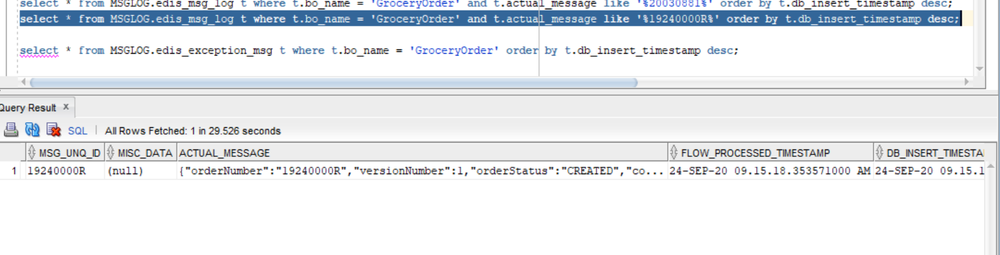 select * from MSGLOG.edis_msg_log t where t.bo_name = 'GroceryOrder' and t.actual_message like '%20030881%' order by t.db_insert_timestamp desc;
select * from MSGLOG.edis_msg_log t where t.bo_name = 'GroceryOrder' and t.actual_message like '%19240000R%' order by t.db_insert_timestamp desc;
select * from MSGLOG.edis_exception_msg t where t.bo_name = 'GroceryOrder' order by t.db_insert_timestamp desc;
Query Result x
SQL | All Rows Fetched: 1 in 29.526 seconds
MSG_UNQ_ID MISC_DATA ACTUAL_MESSAGE FLOW_PROCESSED_TIMESTAMP DB_INSERT_TIMESTA
1 19240000R (null) {"orderNumber":"19240000R","versionNumber":1,"orderStatus":"CREATED","co... 24-SEP-20 09.15.18.353571000 AM 24-SEP-20 09.15.1